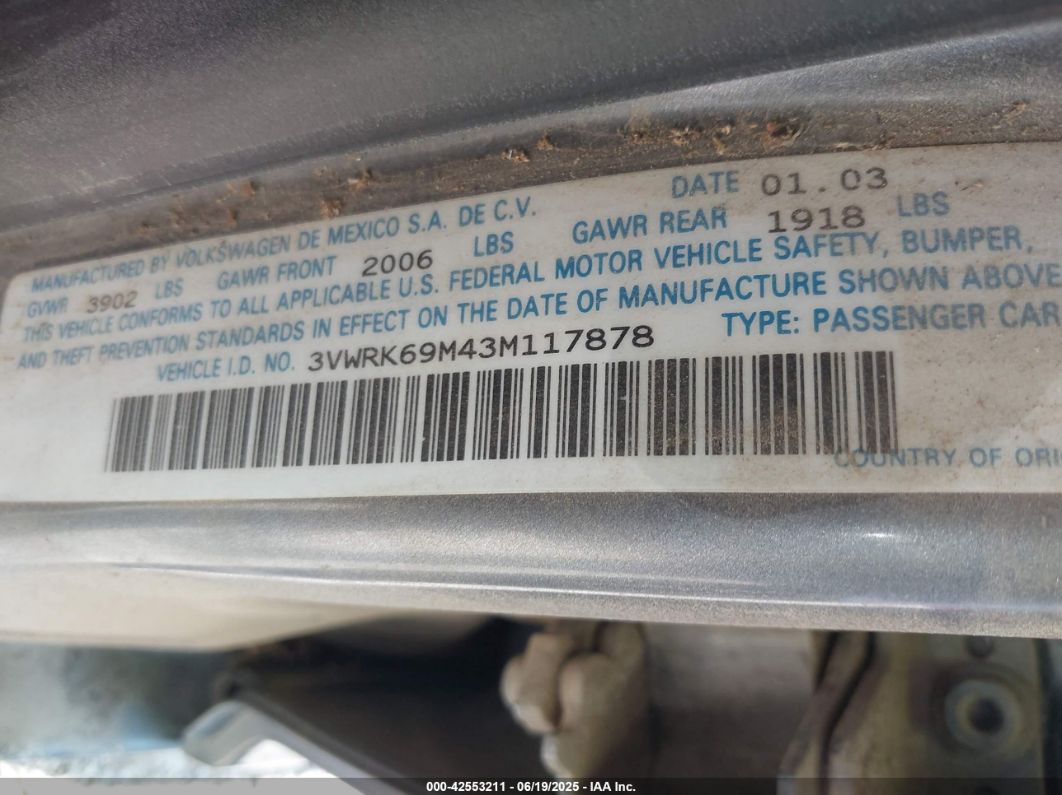 MANUFACTURED BY VOLKSWAGEN DE MEXICO S.A. DE C.V. DATE 01.03
GVWR 3902 LBS GAWR FRONT 2006 LBS GAWR REAR 1918 LBS
THIS VEHICLE CONFORMS TO ALL APPLICABLE U.S. FEDERAL MOTOR VEHICLE SAFETY, BUMPER,
AND THEFT PREVENTION STANDARDS IN EFFECT ON THE DATE OF MANUFACTURE SHOWN ABOVE
VEHICLE I.D. NO. 3VWRK69M43M117878 TYPE: PASSENGER CAR
COUNTRY OF ORI
000-42553211 - 06/19/2025 - IAA Inc.